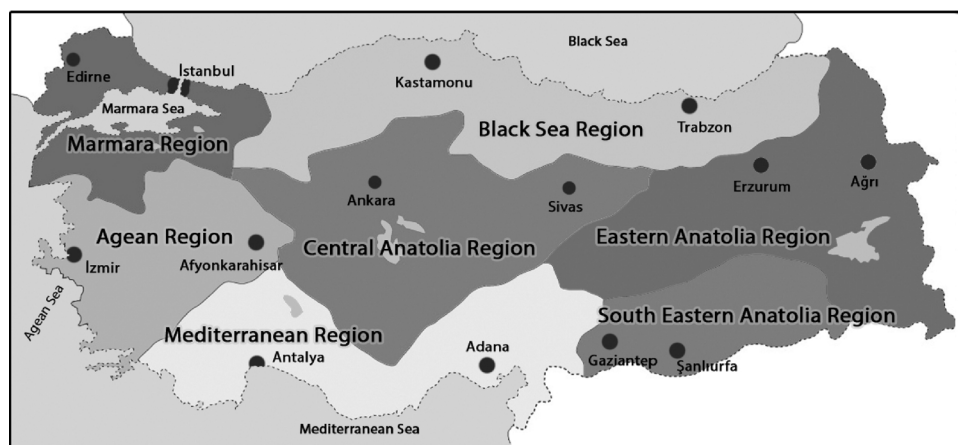 Black Sea
Edirne
İstanbul
Kastamonu
Marmara Sea
Trabzon
Black Sea Region
Marmara Region
Erzurum
Ağrı
Ankara
Sivas
Agean Region
Central Anatolia Region
Eastern Anatolia Region
İzmir
Afyonkarahisar
Agean Sea
Mediterranean Region
South Eastern Anatolia Region
Antalya
Adana
Gaziantep
Şanlıurfa
Mediterranean Sea